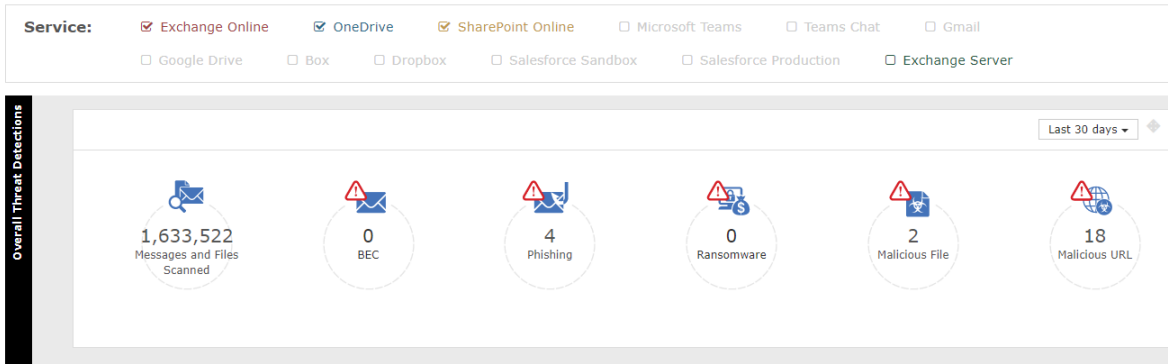 Service: Exchange Online OneDrive SharePoint Online Microsoft Teams Teams Chat Gmail
Google Drive Box Dropbox Salesforce Sandbox Salesforce Production Exchange Server
Overall Threat Detections
Last 30 days
1,633,522
Messages and Files
Scanned
0
BEC
4
Phishing
0
Ransomware
2
Malicious File
18
Malicious URL